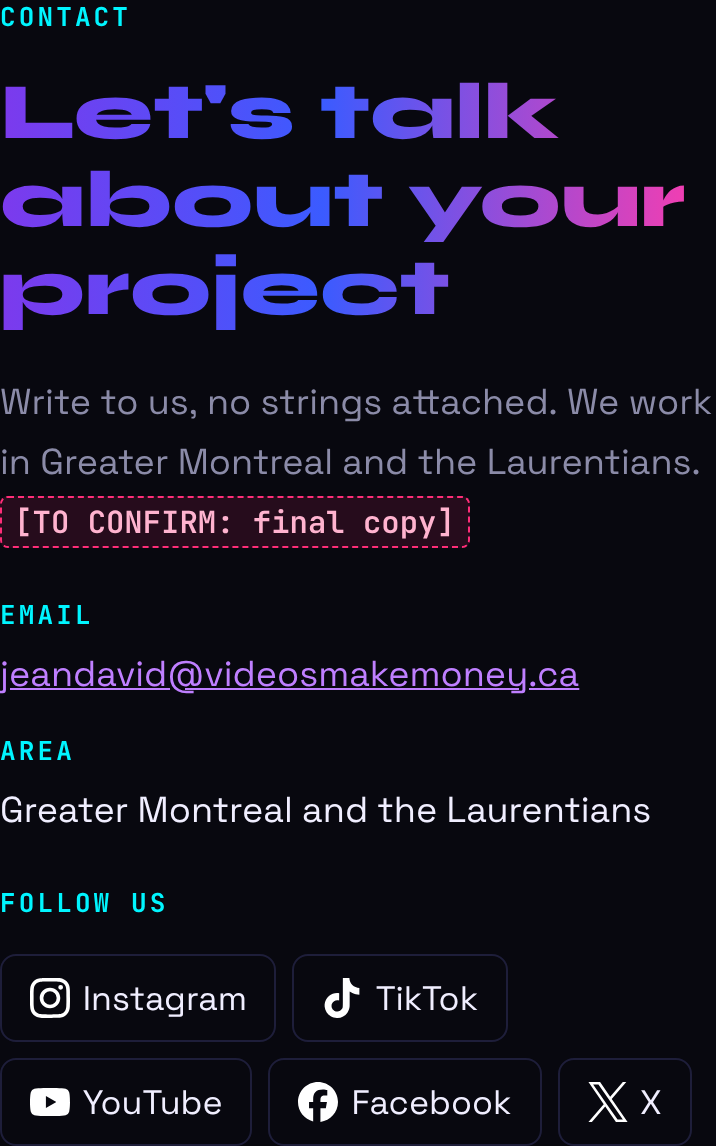 CONTACT
Let's talk
about your
project
Write to us, no strings attached. We work
in Greater Montreal and the Laurentians.
[TO CONFIRM: final copy]
EMAIL
jeandavid@videosmakemoney.ca
AREA
Greater Montreal and the Laurentians
FOLLOW US
Instagram TikTok
YouTube Facebook X